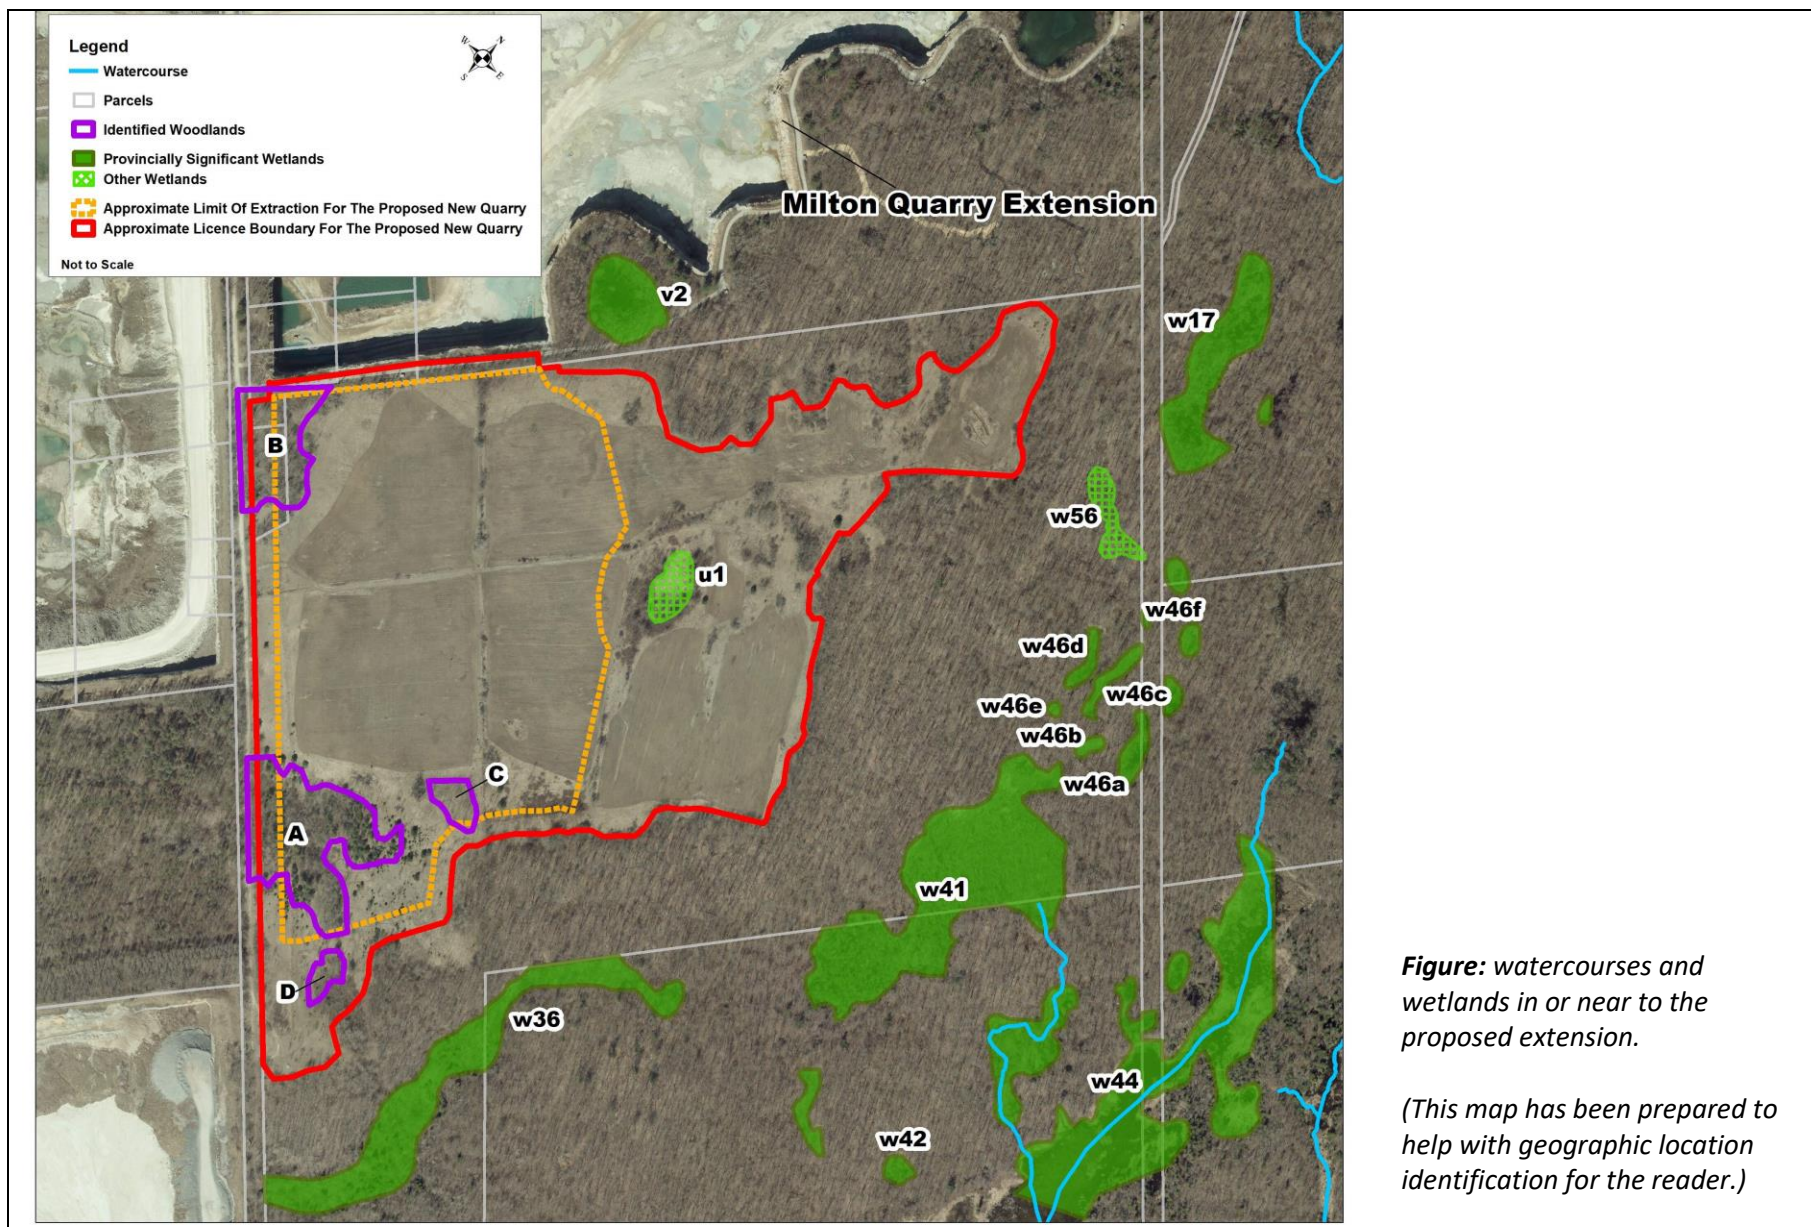 Legend
Watercourse
Parcels
Identified Woodlands
Provincially Significant Wetlands
Other Wetlands
Approximate Limit Of Extraction For The Proposed New Quarry
Approximate Licence Boundary For The Proposed New Quarry
Not to Scale
W N
S E
Milton Quarry Extension
v2
w17
B
w56
u1
w46f
w46d
w46c
w46e
w46b
C
w46a
A
w41
D
w36
w44
w42
Figure: watercourses and
wetlands in or near to the
proposed extension.
(This map has been prepared to
help with geographic location
identification for the reader.)